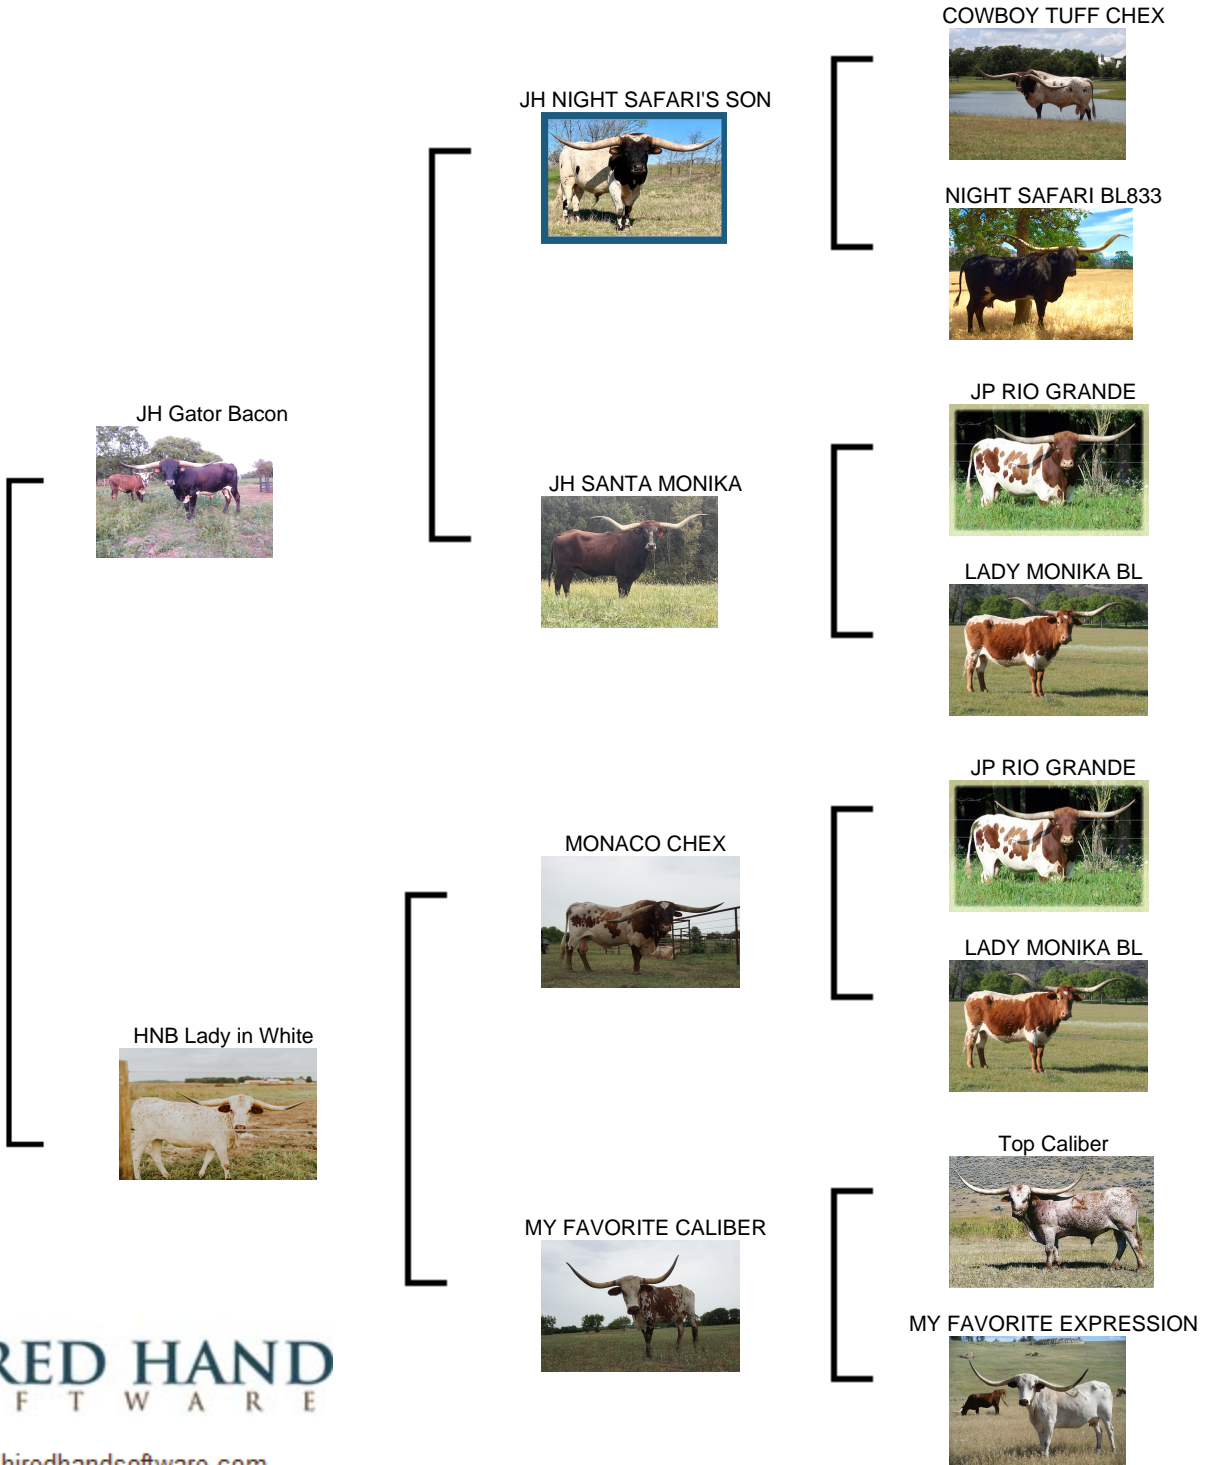 COWBOY TUFF CHEX
JH NIGHT SAFARI'S SON
NIGHT SAFARI BL833
JP RIO GRANDE
JH Gator Bacon
JH SANTA MONIKA
LADY MONIKA BL
JP RIO GRANDE
MONACO CHEX
LADY MONIKA BL
HNB Lady in White
Top Caliber
MY FAVORITE CALIBER
MY FAVORITE EXPRESSION
RED HAND
F T W A R E
hiredhandsoftware.com